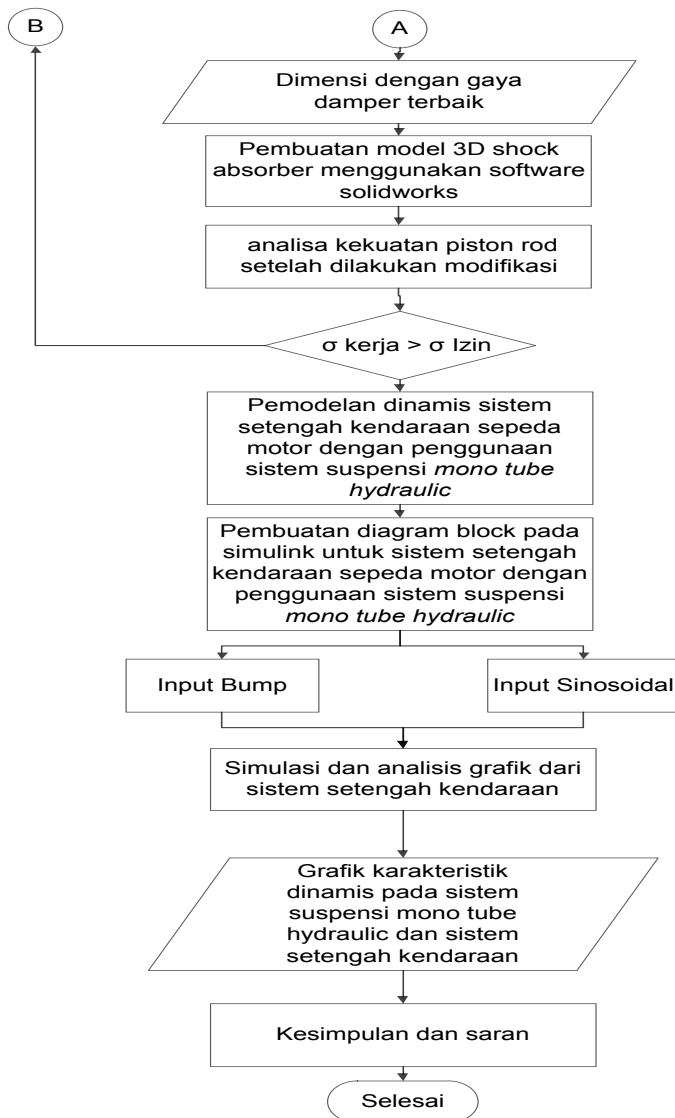 B
A
Dimensi dengan gaya
damper terbaik
Pembuatan model 3D shock
absorber menggunakan software
solidworks
analisa kekuatan piston rod
setelah dilakukan modifikasi
σ kerja > σ Izin
Pemodelan dinamis sistem
setengah kendaraan sepeda
motor dengan penggunaan
sistem suspensi mono tube
hydraulic
Pembuatan diagram block pada
simulink untuk sistem setengah
kendaraan sepeda motor dengan
penggunaan sistem suspensi
mono tube hydraulic
Input Bump
Input Sinosoidal
Simulasi dan analisis grafik dari
sistem setengah kendaraan
Grafik karakteristik
dinamis pada sistem
suspensi mono tube
hydraulic dan sistem
setengah kendaraan
Kesimpulan dan saran
Selesai